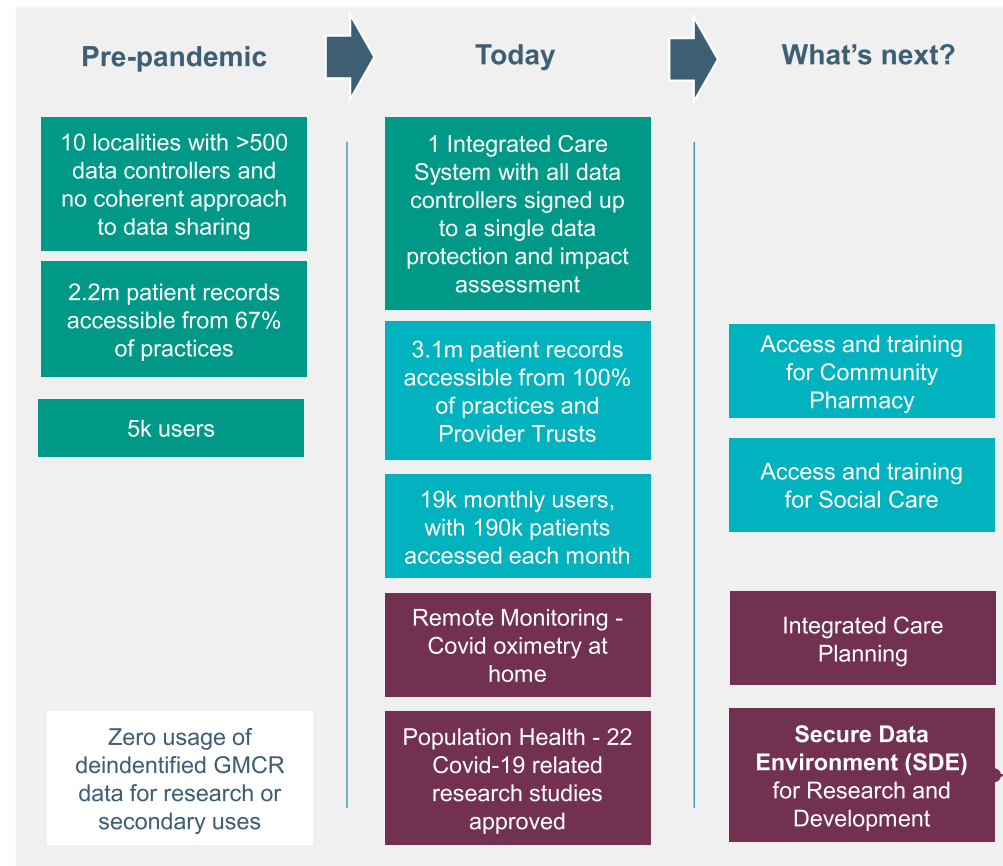 Pre-pandemic
Today
What's next?
10 localities with >500
data controllers and
no coherent approach
to data sharing
2.2m patient records
accessible from 67%
of practices
5k users
Zero usage of
deindentified GMCR
data for research or
secondary uses
1 Integrated Care
System with all data
controllers signed up
to a single data
protection and impact
assessment
3.1m patient records
accessible from 100%
of practices and
Provider Trusts
19k monthly users,
with 190k patients
accessed each month
Remote Monitoring -
Covid oximetry at
home
Population Health - 22
Covid-19 related
research studies
approved
Access and training
for Community
Pharmacy
Access and training
for Social Care
Integrated Care
Planning
Secure Data
Environment (SDE)
for Research and
Development